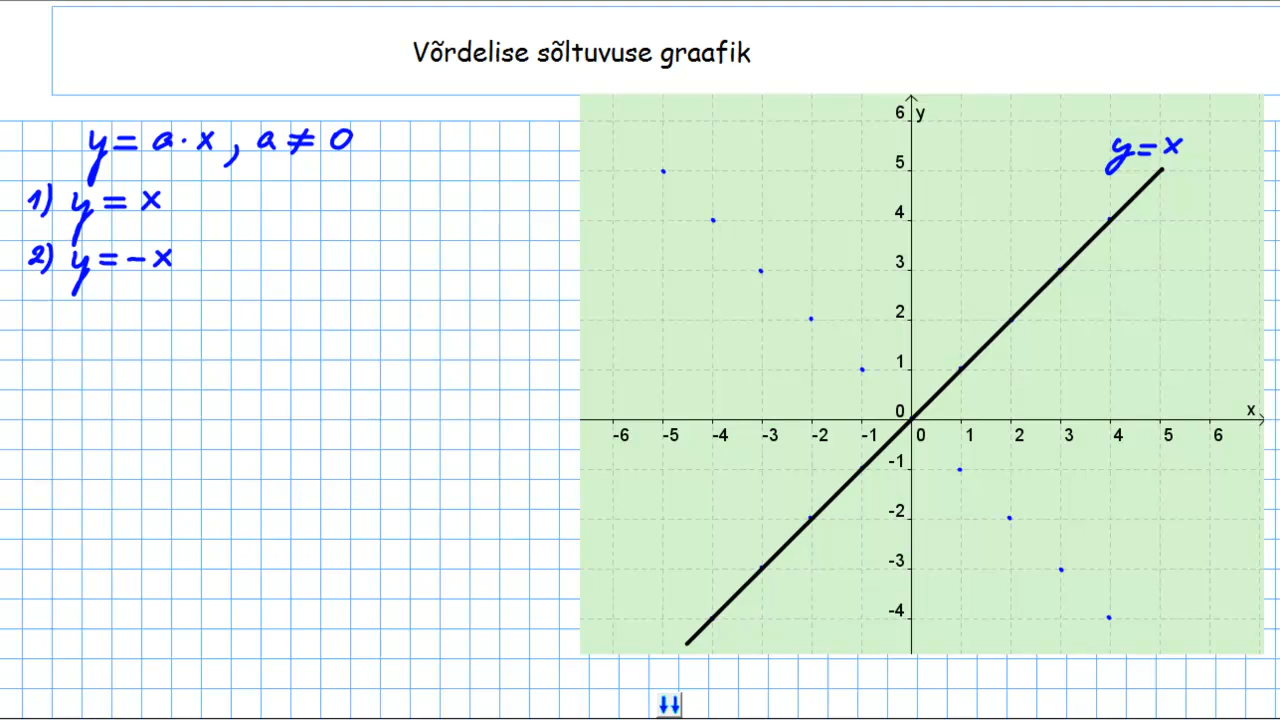 Võrdelise sõltuvuse graafik
y = a · x , a ≠ 0
1) y = x
2) y = - x
y = x
6 y
5
4
3
2
1
0 x
-6 -5 -4 -3 -2 -1 0 1 2 3 4 5 6
-1
-2
-3
-4